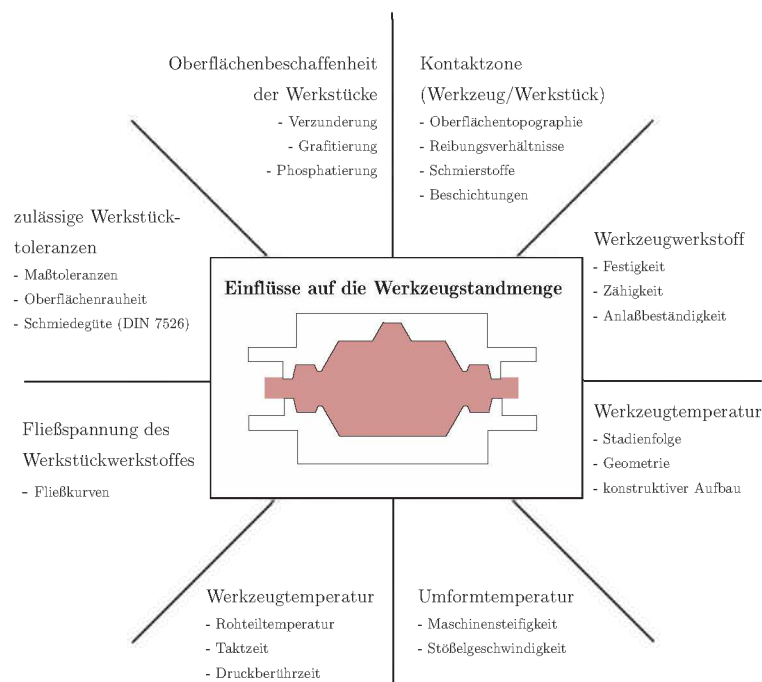 Oberflächenbeschaffenheit
der Werkstücke
- Verzunderung
- Grafitierung
- Phosphatierung
Kontaktzone
(Werkzeug/Werkstück)
- Oberflächentopographie
- Reibungsverhältnisse
- Schmierstoffe
- Beschichtungen
zulässige Werkstück-
toleranzen
- Maßtoleranzen
- Oberflächenrauheit
- Schmiedegüte (DIN 7526)
Werkzeugwerkstoff
- Festigkeit
- Zähigkeit
- Anlaßbeständigkeit
Einflüsse auf die Werkzeugstandmenge
Fließspannung des
Werkstückwerkstoffes
- Fließkurven
Werkzeugtemperatur
- Stadienfolge
- Geometrie
- konstruktiver Aufbau
Werkzeugtemperatur
- Rohteiltemperatur
- Taktzeit
- Druckberührzeit
Umformtemperatur
- Maschinensteifigkeit
- Stößelgeschwindigkeit